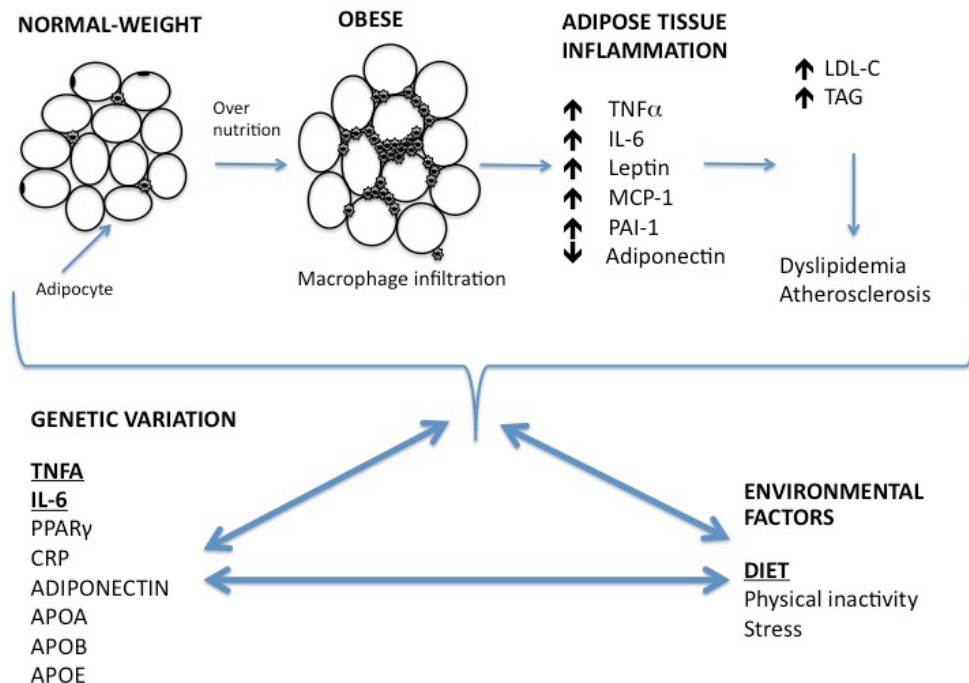 NORMAL-WEIGHT
Over
nutrition
Adipocyte
OBESE
Macrophage infiltration
ADIPOSE TISSUE
INFLAMMATION
↑ TNFα
↑ IL-6
↑ Leptin
↑ MCP-1
↑ PAI-1
↓ Adiponectin
↑ LDL-C
↑ TAG
Dyslipidemia
Atherosclerosis
GENETIC VARIATION
TNFA
IL-6
PPARγ
CRP
ADIPONECTIN
APOA
APOB
APOE
ENVIRONMENTAL
FACTORS
DIET
Physical inactivity
Stress